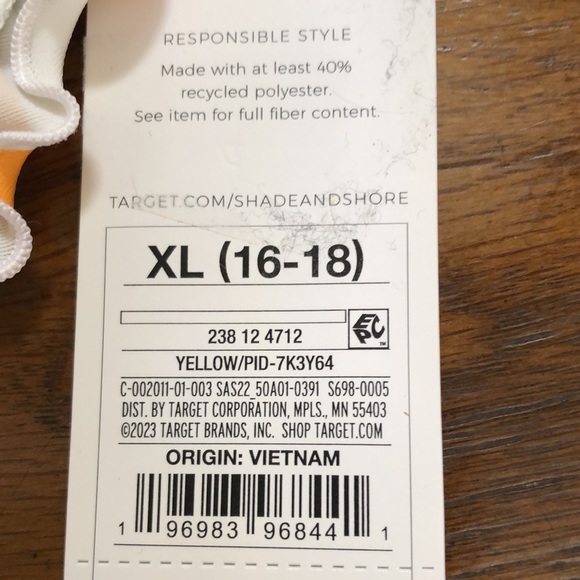 RESPONSIBLE STYLE
Made with at least 40%
recycled polyester.
See item for full fiber content.
TARGET.COM/SHADEANDSHORE
XL (16-18)
EPC™
238 12 4712
YELLOW/PID-7K3Y64
C-002011-01-003 SAS22_50A01-0391 S698-0005
DIST. BY TARGET CORPORATION, MPLS., MN 55403
©2023 TARGET BRANDS, INC. SHOP TARGET.COM
ORIGIN: VIETNAM
1 96983 96844 1